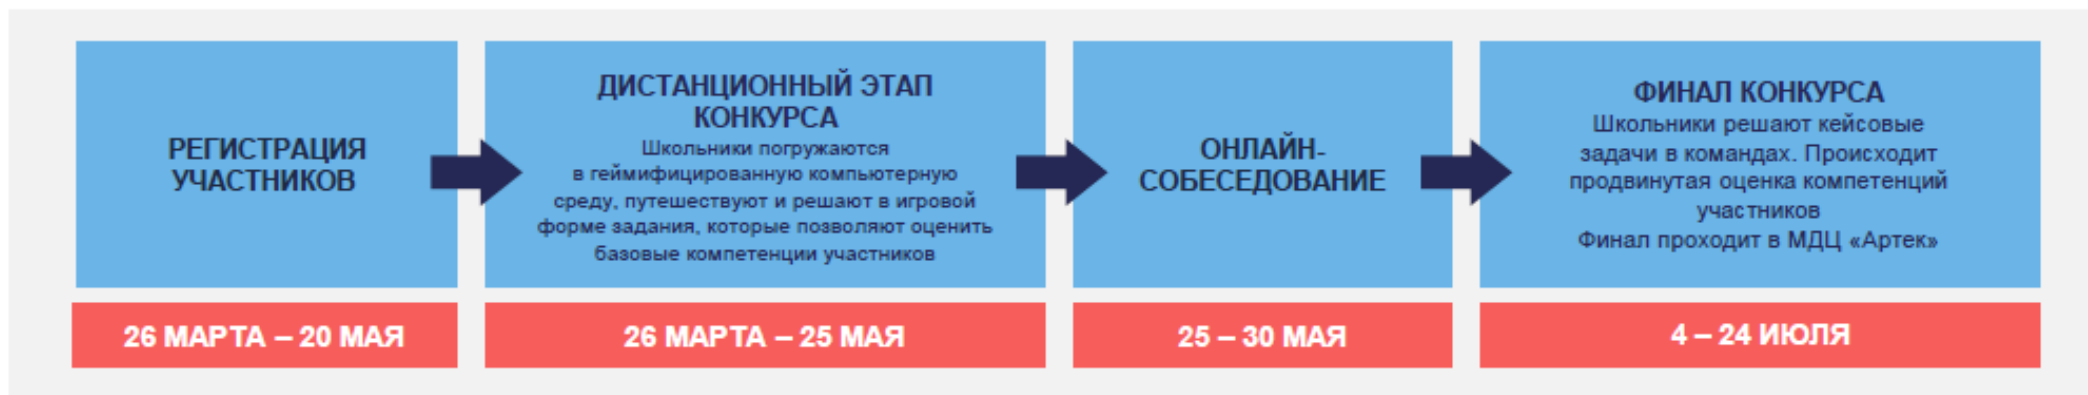 РЕГИСТРАЦИЯ
УЧАСТНИКОВ
26 МАРТА – 20 МАЯ
ДИСТАНЦИОННЫЙ ЭТАП
КОНКУРСА
Школьники погружаются
в геймифицированную компьютерную
среду, путешествуют и решают в игровой
форме задания, которые позволяют оценить
базовые компетенции участников
26 МАРТА – 25 МАЯ
ОНЛАЙН-
СОБЕСЕДОВАНИЕ
25 – 30 МАЯ
ФИНАЛ КОНКУРСА
Школьники решают кейсовые
задачи в командах. Происходит
продвинутая оценка компетенций
участников
Финал проходит в МДЦ «Артек»
4 – 24 ИЮЛЯ